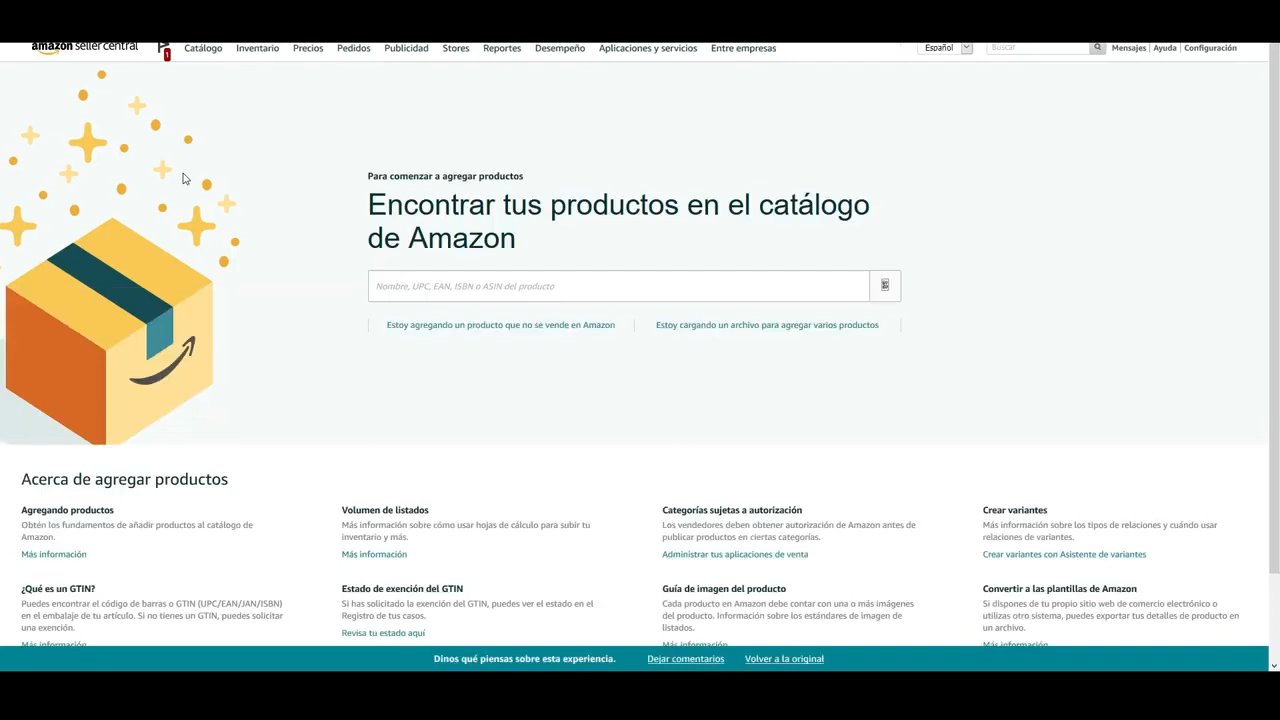 amazon seller central
1
Catálogo Inventario Precios Pedidos Publicidad Stores Reportes Desempeño Aplicaciones y servicios Entre empresas
Español
Buscar
Mensajes | Ayuda | Configuración
Para comenzar a agregar productos
Encontrar tus productos en el catálogo
de Amazon
Nombre, UPC, EAN, ISBN o ASIN del producto
Estoy agregando un producto que no se vende en Amazon
Estoy cargando un archivo para agregar varios productos
Acerca de agregar productos
Agregando productos
Obtén los fundamentos de añadir productos al catálogo de
Amazon.
Más información
Volumen de listados
Más información sobre cómo usar hojas de cálculo para subir tu
inventario y más.
Más información
Categorías sujetas a autorización
Los vendedores deben obtener autorización de Amazon antes de
publicar productos en ciertas categorías.
Administrar tus aplicaciones de venta
Crear variantes
Más información sobre los tipos de relaciones y cuándo usar
relaciones de variantes.
Crear variantes con Asistente de variantes
¿Qué es un GTIN?
Puedes encontrar el código de barras o GTIN (UPC/EAN/JAN/ISBN)
en el embalaje de tu artículo. Si no tienes un GTIN, puedes solicitar
una exención.
Más información
Estado de exención del GTIN
Si has solicitado la exención del GTIN, puedes ver el estado en el
Registro de tus casos.
Revisa tu estado aquí
Guía de imagen del producto
Cada producto en Amazon debe contar con una o más imágenes
del producto. Información sobre los estándares de imagen de
listados.
Más información
Convertir a las plantillas de Amazon
Si dispones de tu propio sitio web de comercio electrónico o
utilizas otro sistema, puedes exportar tus detalles de producto en
un archivo.
Más información
Dinos qué piensas sobre esta experiencia. Dejar comentarios Volver a la original